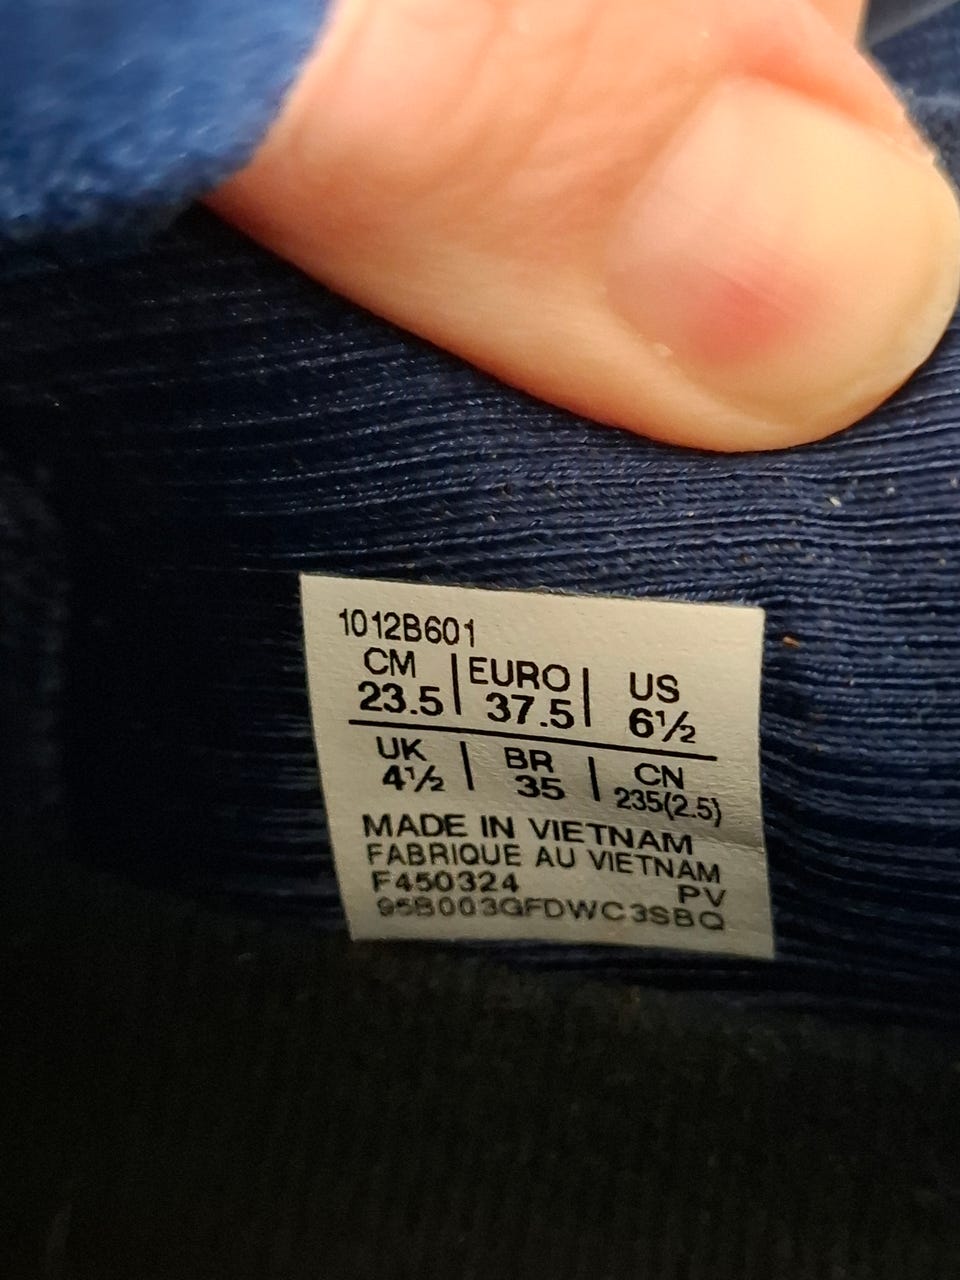 1012B601
CM | EURO | US
23.5 | 37.5 | 6½
UK | BR | CN
4½ | 35 | 235(2.5)
MADE IN VIETNAM
FABRIQUE AU VIETNAM
F450324 PV
95B003GFDWC3SBQ